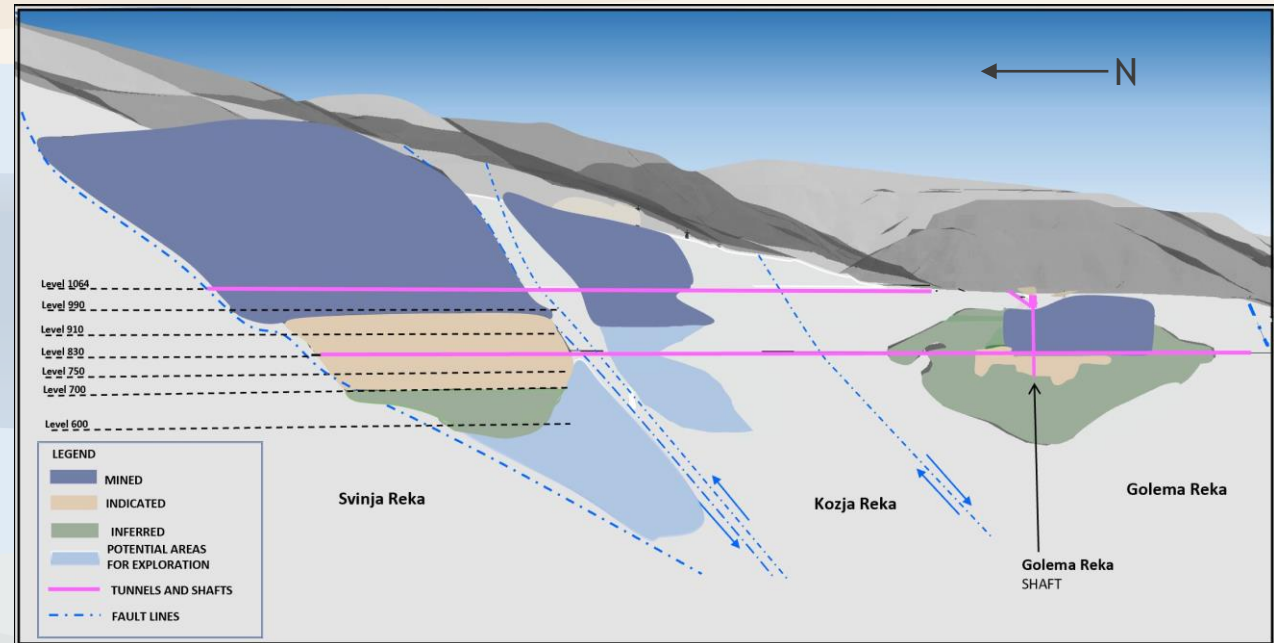 N
Level 1064
Level 990
Level 910
Level 830
Level 750
Level 700
Level 600
LEGEND
MINED
INDICATED
INFERRED
POTENTIAL AREAS
FOR EXPLORATION
TUNNELS AND SHAFTS
FAULT LINES
Svinja Reka
Kozja Reka
Golema Reka
Golema Reka
SHAFT